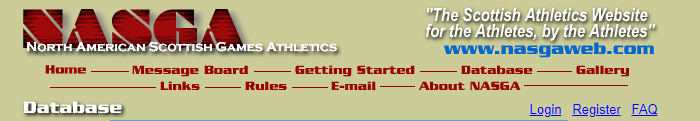 NASGA
NORTH AMERICAN SCOTTISH GAMES ATHLETICS
"The Scottish Athletics Website
for the Athletes, by the Athletes"
www.nasgaweb.com
Home Message Board Getting Started Database Gallery
Links Rules E-mail About NASGA
Database
Login Register FAQ